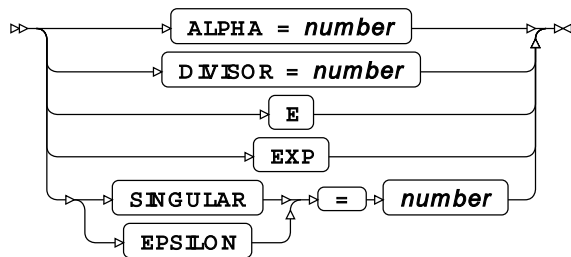 ALPHA = number
DIVISOR = number
E
EXP
SINGULAR = number
EPSILON